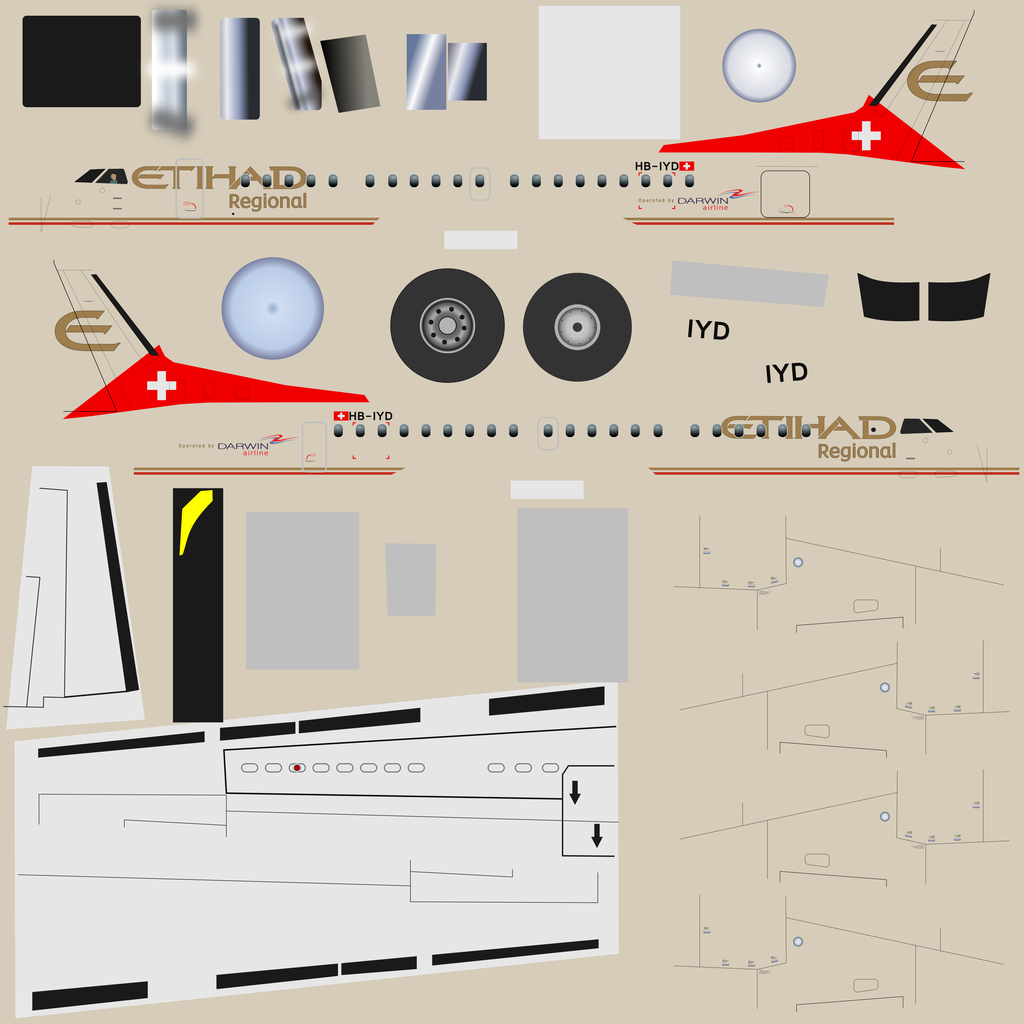 HB-IYD
ETIHAD
Regional
Operated by DARWIN
airline
IYD
IYD
HB-IYD
ETIHAD
Operated by DARWIN
airline
Regional